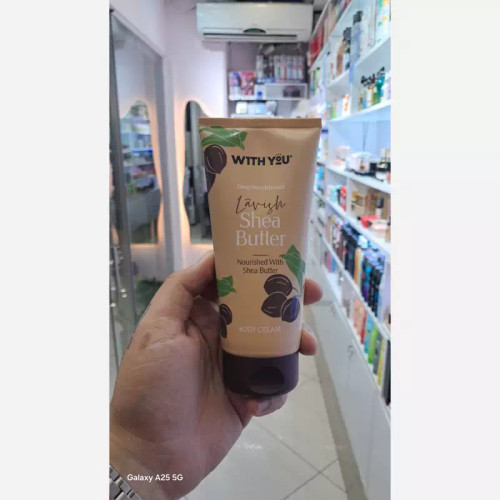 WITH YOU
Deep Nourishment
Lavish
Shea
Butter
Nourished With
Shea Butter
BODY CREAM
Galaxy A25 5G